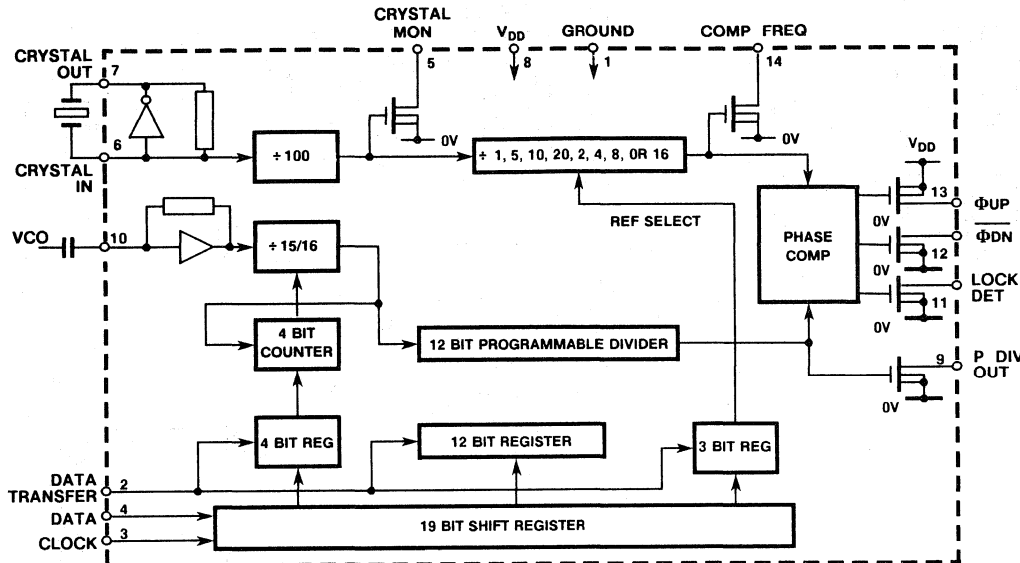 CRYSTAL
MON
5
VDD
8
GROUND
1
COMP FREQ
14
CRYSTAL
OUT
7
6
CRYSTAL
IN
÷100
0V
÷ 1, 5, 10, 20, 2, 4, 8, 0R 16
0V
REF SELECT
VDD
13
ΦUP
0V
Φ̅D̅N̅
12
0V
LOCK
DET
11
0V
PHASE
COMP
VCO
10
÷15/16
4 BIT
COUNTER
12 BIT PROGRAMMABLE DIVIDER
9
P DIV
OUT
0V
4 BIT REG
12 BIT REGISTER
3 BIT REG
DATA
TRANSFER
2
DATA
4
CLOCK
3
19 BIT SHIFT REGISTER